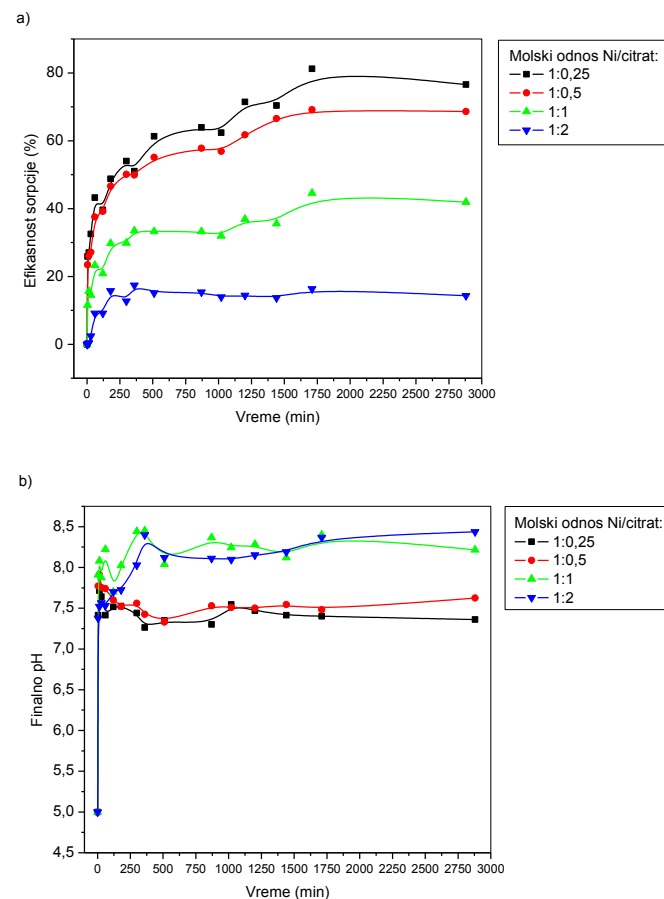 a)
Molski odnos Ni/citrat:
1:0,25
1:0,5
1:1
1:2
80
60
40
20
0
Efikasnost sorpcije (%)
0 250 500 750 1000 1250 1500 1750 2000 2250 2500 2750 3000
Vreme (min)
b)
Molski odnos Ni/citrat:
1:0,25
1:0,5
1:1
1:2
8,5
8,0
7,5
7,0
6,5
6,0
5,5
5,0
4,5
Finalno pH
0 250 500 750 1000 1250 1500 1750 2000 2250 2500 2750 3000
Vreme (min)